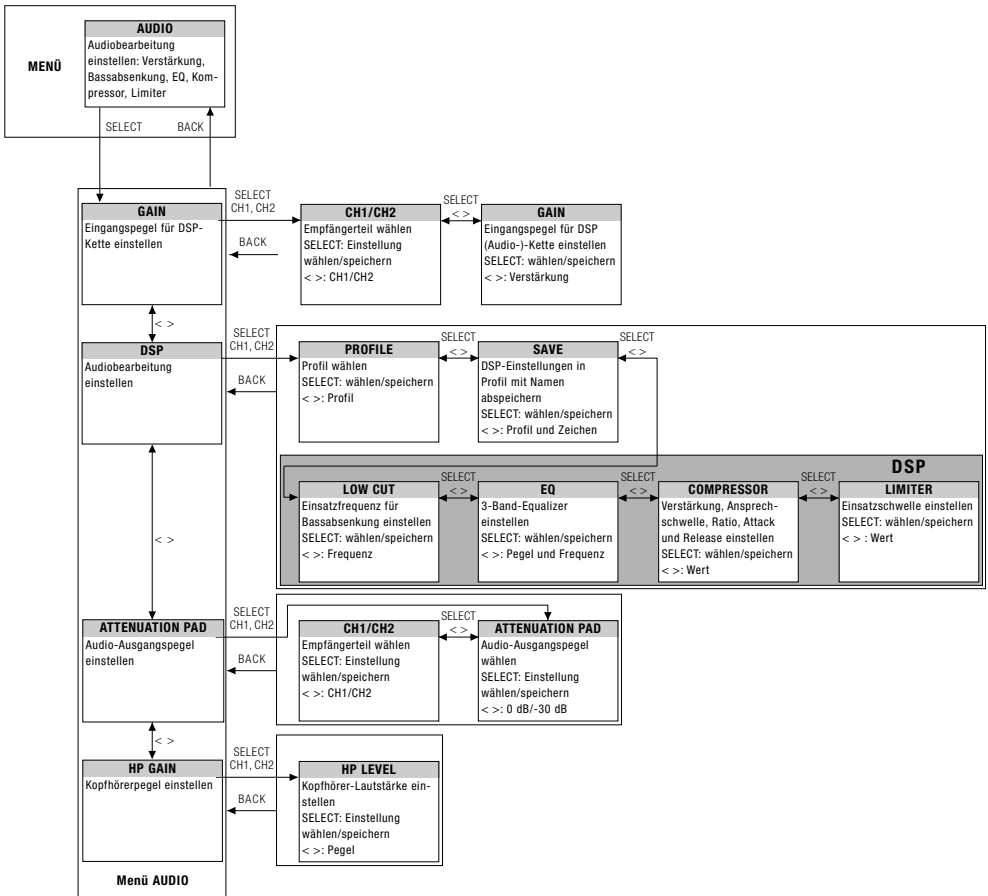 AUDIO
Audiobearbeitung
einstellen: Verstärkung,
Bassabsenkung, EQ, Kom-
pressor, Limiter
MENÜ
SELECT
BACK
GAIN
Eingangspegel für DSP-
Kette einstellen
SELECT
CH1, CH2
BACK
CH1/CH2
Empfängerteil wählen
SELECT: Einstellung
wählen/speichern
< >: CH1/CH2
SELECT
< >
GAIN
Eingangspegel für DSP
(Audio-)-Kette einstellen
SELECT: wählen/speichern
< >: Verstärkung
< >
DSP
Audiobearbeitung
einstellen
SELECT
CH1, CH2
BACK
PROFILE
Profil wählen
SELECT: wählen/speichern
< >: Profil
SELECT
< >
SAVE
DSP-Einstellungen in
Profil mit Namen
abspeichern
SELECT: wählen/speichern
< >: Profil und Zeichen
SELECT
< >
DSP
LOW CUT
Einsatzfrequenz für
Bassabsenkung einstellen
SELECT: wählen/speichern
< >: Frequenz
SELECT
< >
EQ
3-Band-Equalizer
einstellen
SELECT: wählen/speichern
< >: Pegel und Frequenz
SELECT
< >
COMPRESSOR
Verstärkung, Ansprech-
schwelle, Ratio, Attack
und Release einstellen
SELECT: wählen/speichern
< >: Wert
SELECT
< >
LIMITER
Einsatzschwelle einstellen
SELECT: wählen/speichern
< > : Wert
< >
ATTENUATION PAD
Audio-Ausgangspegel
einstellen
SELECT
CH1, CH2
BACK
CH1/CH2
Empfängerteil wählen
SELECT: Einstellung
wählen/speichern
< >: CH1/CH2
SELECT
< >
ATTENUATION PAD
Audio-Ausgangspegel
wählen
SELECT: Einstellung
wählen/speichern
< >: 0 dB/-30 dB
< >
HP GAIN
Kopfhörerpegel einstellen
SELECT
CH1, CH2
BACK
HP LEVEL
Kopfhörer-Lautstärke ein-
stellen
SELECT: Einstellung
wählen/speichern
< >: Pegel
Menü AUDIO